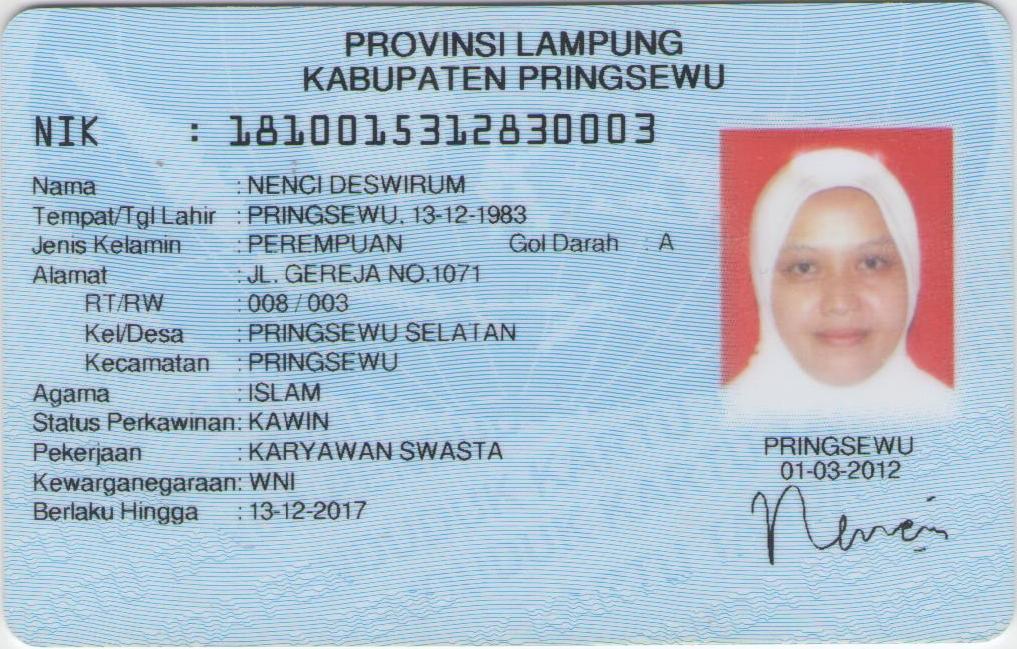 PROVINSI LAMPUNG
KABUPATEN PRINGSEWU
NIK : 1810015312830003
Nama : NENCI DESWIRUM
Tempat/Tgl Lahir : PRINGSEWU, 13-12-1983
Jenis Kelamin : PEREMPUAN Gol Darah : A
Alamat : JL. GEREJA NO.1071
RT/RW : 008 / 003
Kel/Desa : PRINGSEWU SELATAN
Kecamatan : PRINGSEWU
Agama : ISLAM
Status Perkawinan: KAWIN
Pekerjaan : KARYAWAN SWASTA
Kewarganegaraan: WNI
Berlaku Hingga : 13-12-2017
PRINGSEWU
01-03-2012